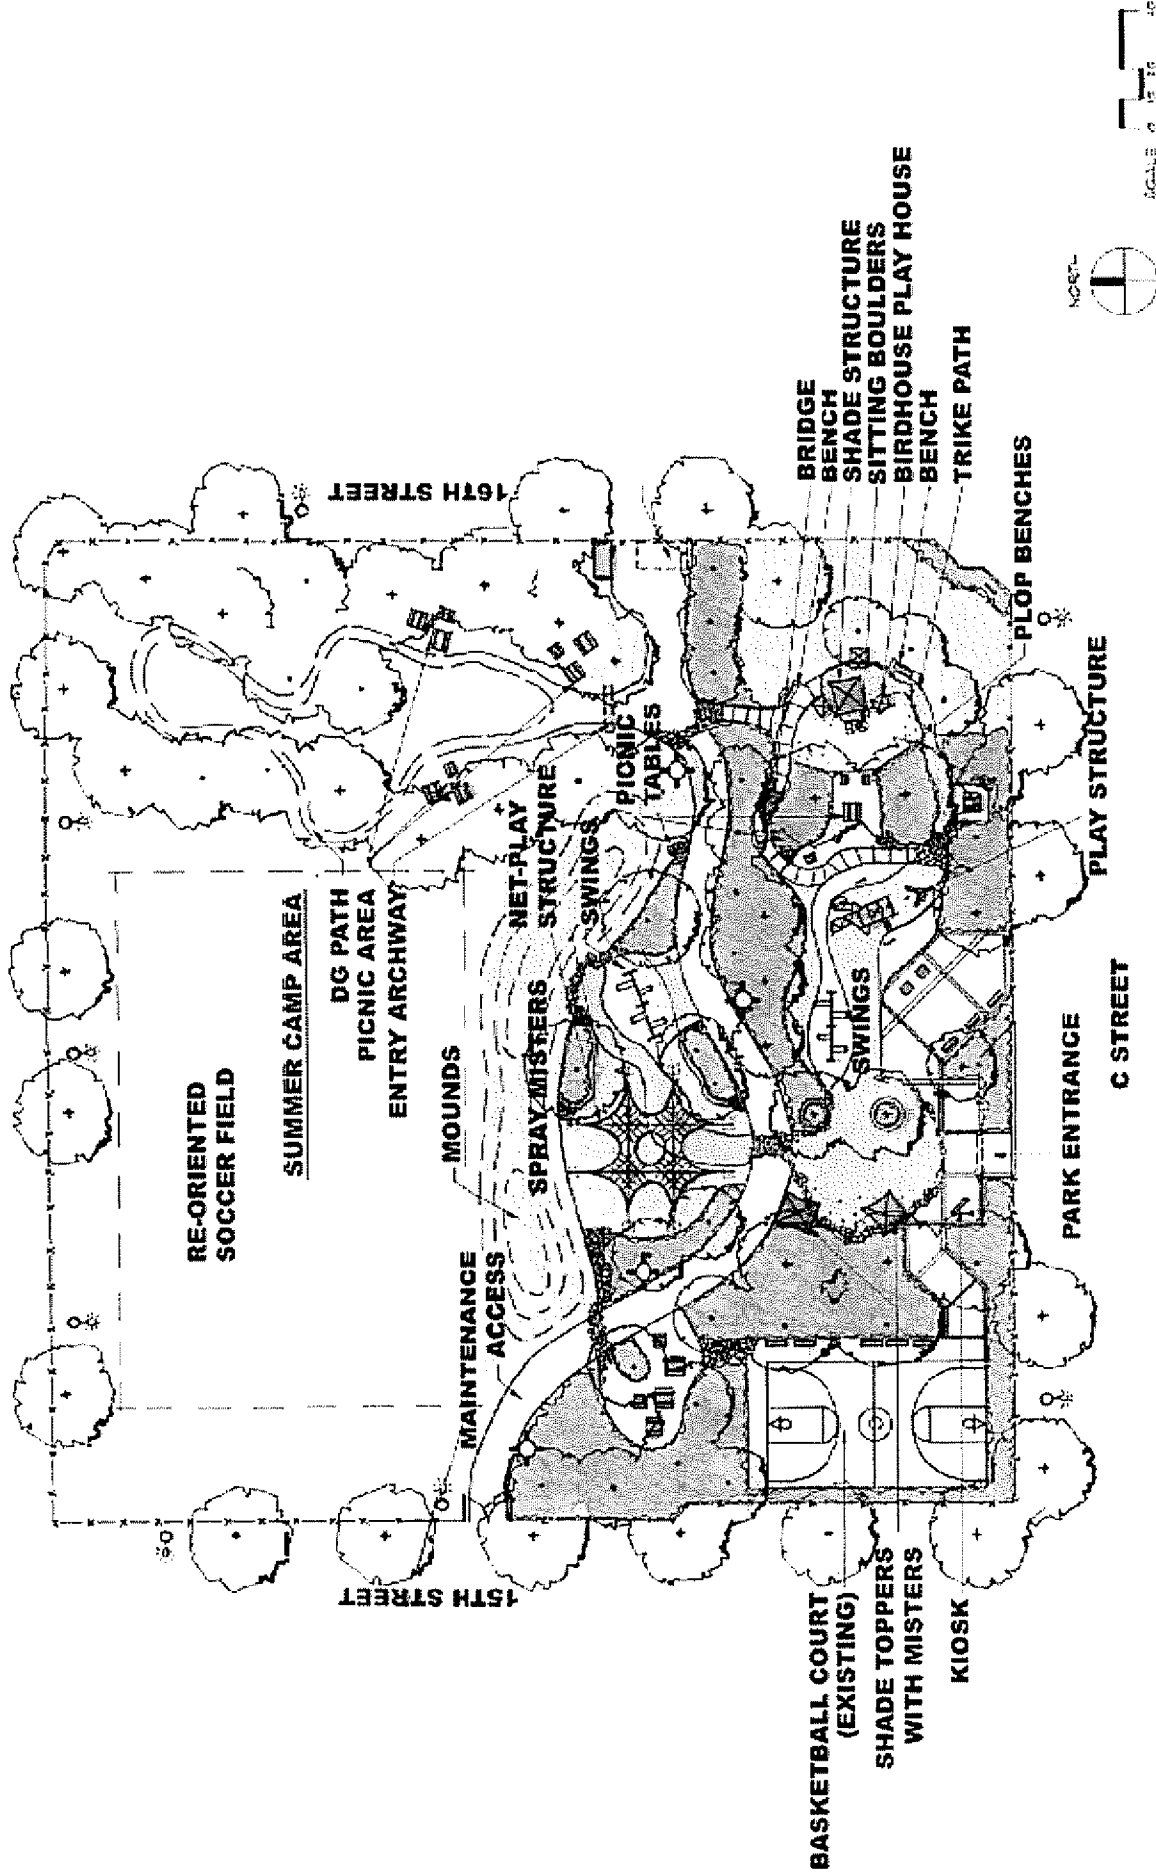 16TH STREET
RE-ORIENTED
SOCCER FIELD
SUMMER CAMP AREA
DG PATH
PICNIC AREA
ENTRY ARCHWAY
MOUNDS
MAINTENANCE
ACCESS
NET-PLAY
STRUCTURE
SWINGS
SPRAY MISTERS
PICNIC
TABLES
15TH STREET
BRIDGE
BENCH
SHADE STRUCTURE
SITTING BOULDERS
BIRDHOUSE PLAY HOUSE
BENCH
TRIKE PATH
PLOP BENCHES
PLAY STRUCTURE
SWINGS
BASKETBALL COURT
(EXISTING)
SHADE TOPPERS
WITH MISTERS
KIOSK
PARK ENTRANCE
C STREET
NORTH
SCALE